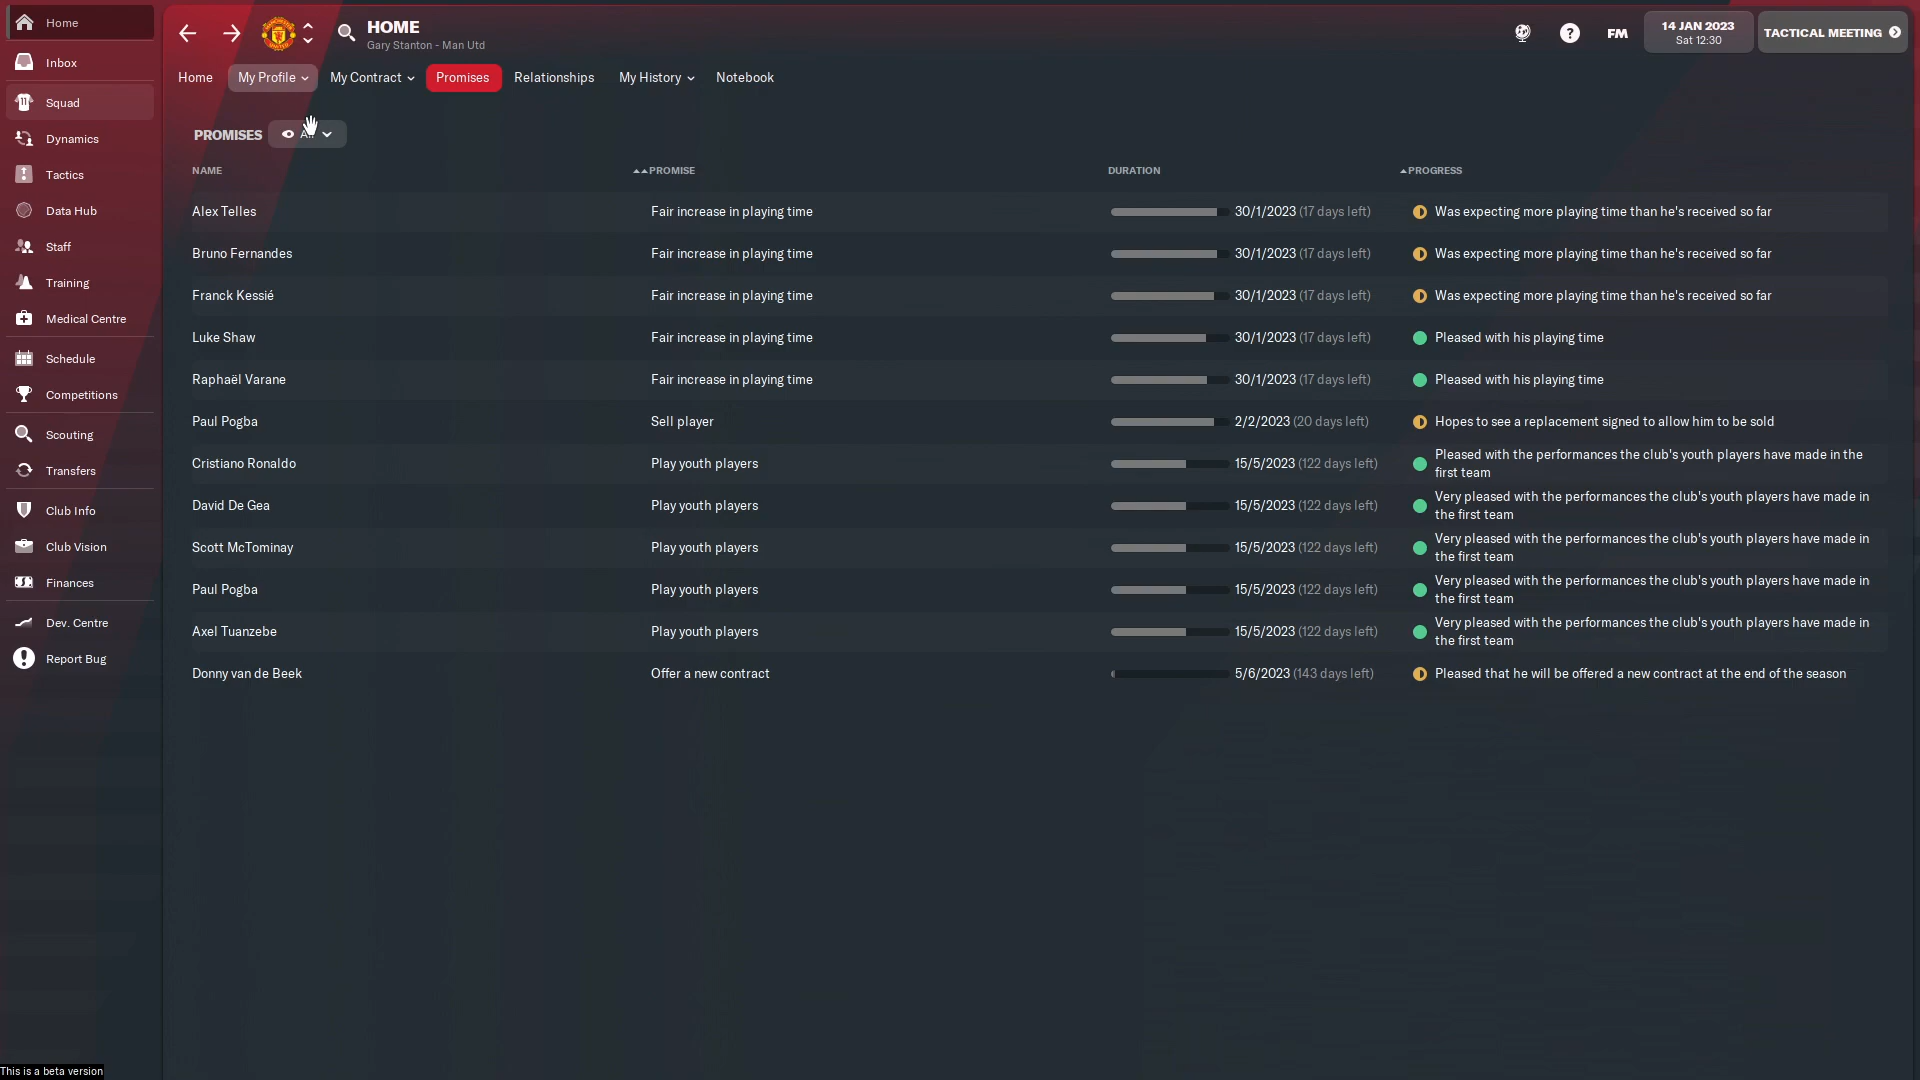 Home
Inbox
Squad
Dynamics
Tactics
Data Hub
Staff
Training
Medical Centre
Schedule
Competitions
Scouting
Transfers
Club Info
Club Vision
Finances
Dev. Centre
Report Bug
This is a beta version
HOME
Gary Stanton - Man Utd
FM
14 JAN 2023
Sat 12:30
TACTICAL MEETING
Home My Profile My Contract Promises Relationships My History Notebook
PROMISES
NAME PROMISE DURATION PROGRESS
Alex Telles Fair increase in playing time 30/1/2023 (17 days left) Was expecting more playing time than he's received so far
Bruno Fernandes Fair increase in playing time 30/1/2023 (17 days left) Was expecting more playing time than he's received so far
Franck Kessié Fair increase in playing time 30/1/2023 (17 days left) Was expecting more playing time than he's received so far
Luke Shaw Fair increase in playing time 30/1/2023 (17 days left) Pleased with his playing time
Raphaël Varane Fair increase in playing time 30/1/2023 (17 days left) Pleased with his playing time
Paul Pogba Sell player 2/2/2023 (20 days left) Hopes to see a replacement signed to allow him to be sold
Cristiano Ronaldo Play youth players 15/5/2023 (122 days left) Pleased with the performances the club's youth players have made in the
first team
David De Gea Play youth players 15/5/2023 (122 days left) Very pleased with the performances the club's youth players have made in
the first team
Scott McTominay Play youth players 15/5/2023 (122 days left) Very pleased with the performances the club's youth players have made in
the first team
Paul Pogba Play youth players 15/5/2023 (122 days left) Very pleased with the performances the club's youth players have made in
the first team
Axel Tuanzebe Play youth players 15/5/2023 (122 days left) Very pleased with the performances the club's youth players have made in
the first team
Donny van de Beek Offer a new contract 5/6/2023 (143 days left) Pleased that he will be offered a new contract at the end of the season